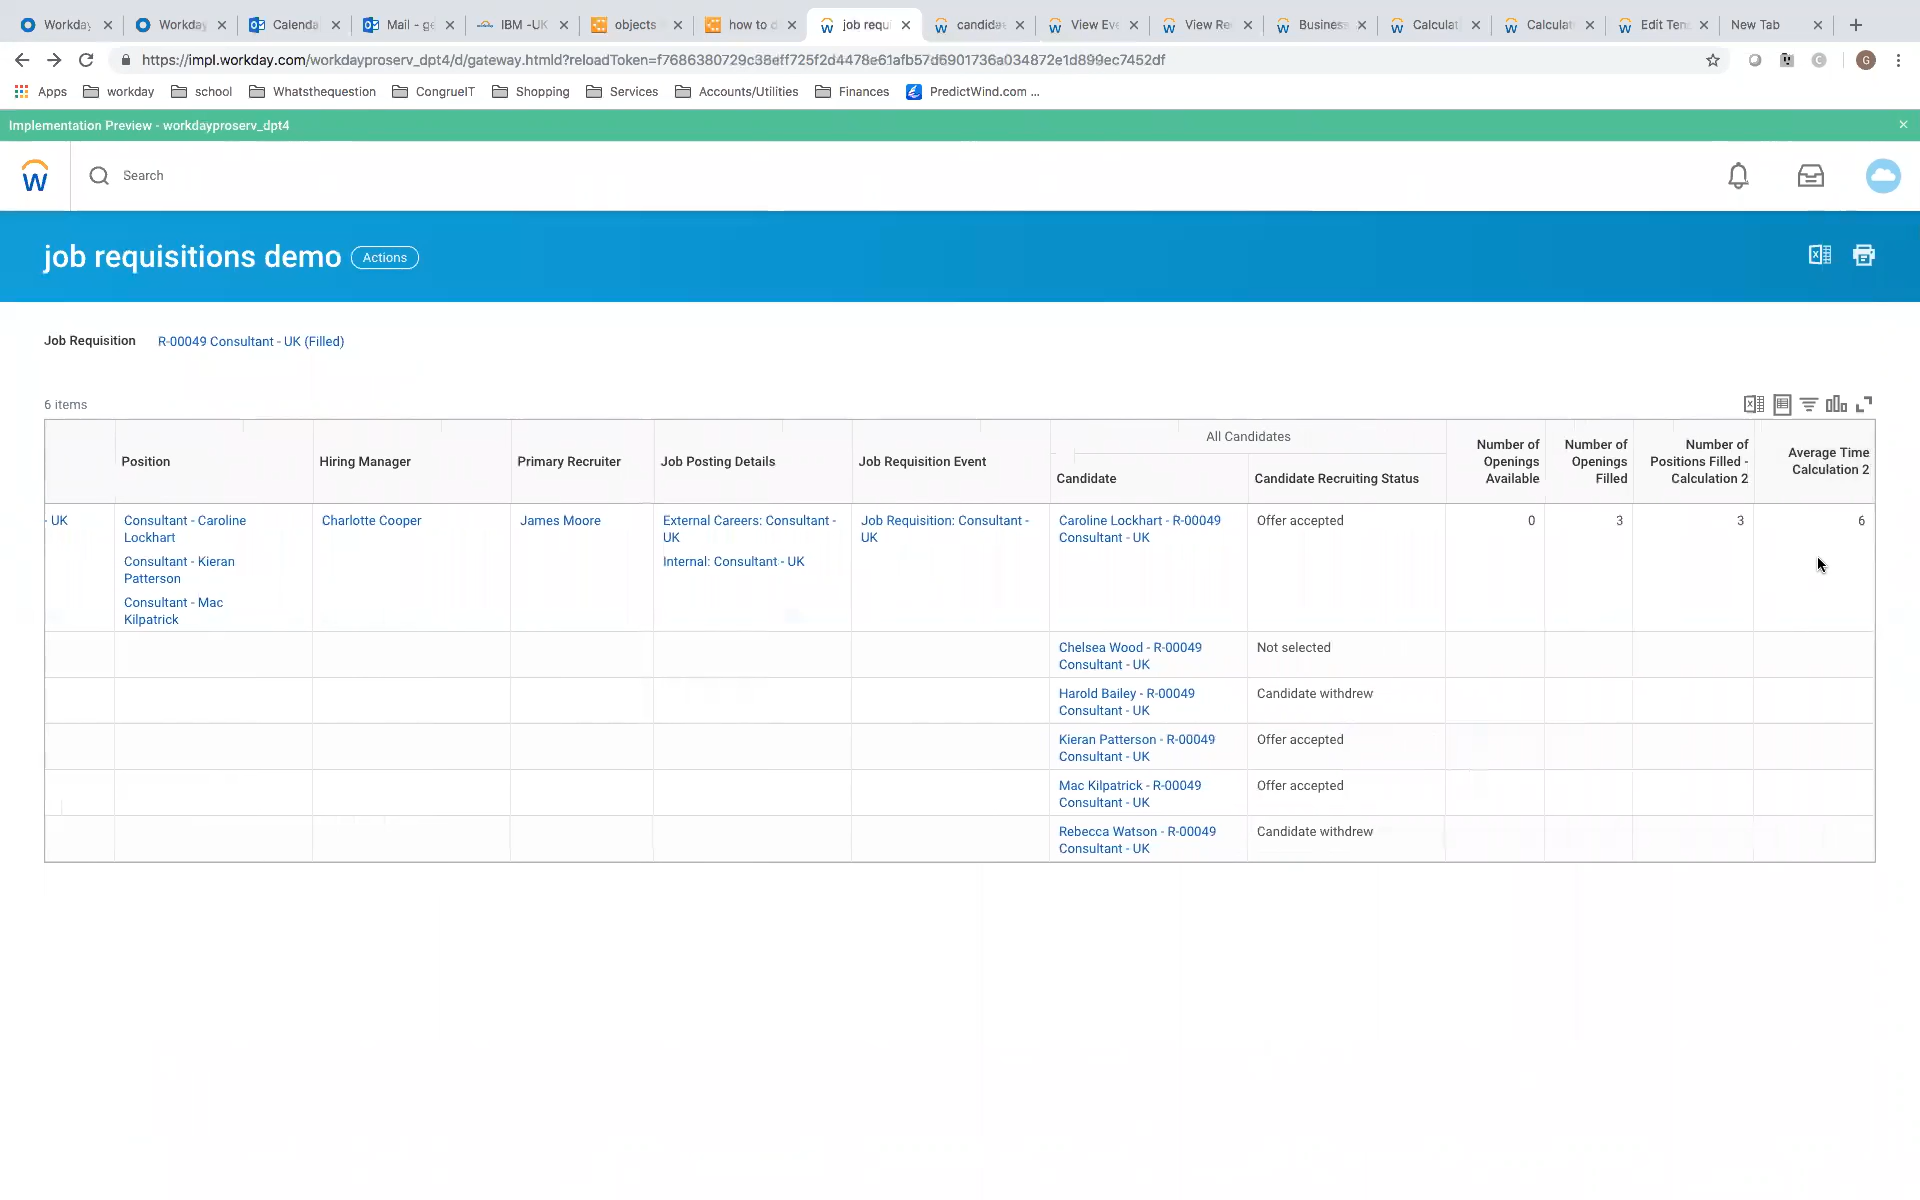 Workday
Workday
Calenda
Mail - ge
IBM -UK
objects
how to d
job requ
candidat
View Eve
View Re
Business
Calculat
Calculat
Edit Ten
New Tab
https://impl.workday.com/workdayproserv_dpt4/d/gateway.htmld?reloadToken=f7686380729c38eff725f2d4478e61afb57d6901736a034872e1d899ec7452df
G
Apps
workday
school
Whatsthequestion
CongrueIT
Shopping
Services
Accounts/Utilities
Finances
PredictWind.com ...
Implementation Preview - workdayproserv_dpt4
W
Search
job requisitions demo
Actions
Job Requisition
R-00049 Consultant - UK (Filled)
6 items
Position
Hiring Manager
Primary Recruiter
Job Posting Details
Job Requisition Event
All Candidates
Candidate
Candidate Recruiting Status
Number of
Openings
Available
Number of
Openings
Filled
Number of
Positions Filled -
Calculation 2
Average Time
Calculation 2
- UK
Consultant - Caroline
Lockhart
Consultant - Kieran
Patterson
Consultant - Mac
Kilpatrick
Charlotte Cooper
James Moore
External Careers: Consultant -
UK
Internal: Consultant - UK
Job Requisition: Consultant -
UK
Caroline Lockhart - R-00049
Consultant - UK
Offer accepted
0
3
3
6
Chelsea Wood - R-00049
Consultant - UK
Not selected
Harold Bailey - R-00049
Consultant - UK
Candidate withdrew
Kieran Patterson - R-00049
Consultant - UK
Offer accepted
Mac Kilpatrick - R-00049
Consultant - UK
Offer accepted
Rebecca Watson - R-00049
Consultant - UK
Candidate withdrew